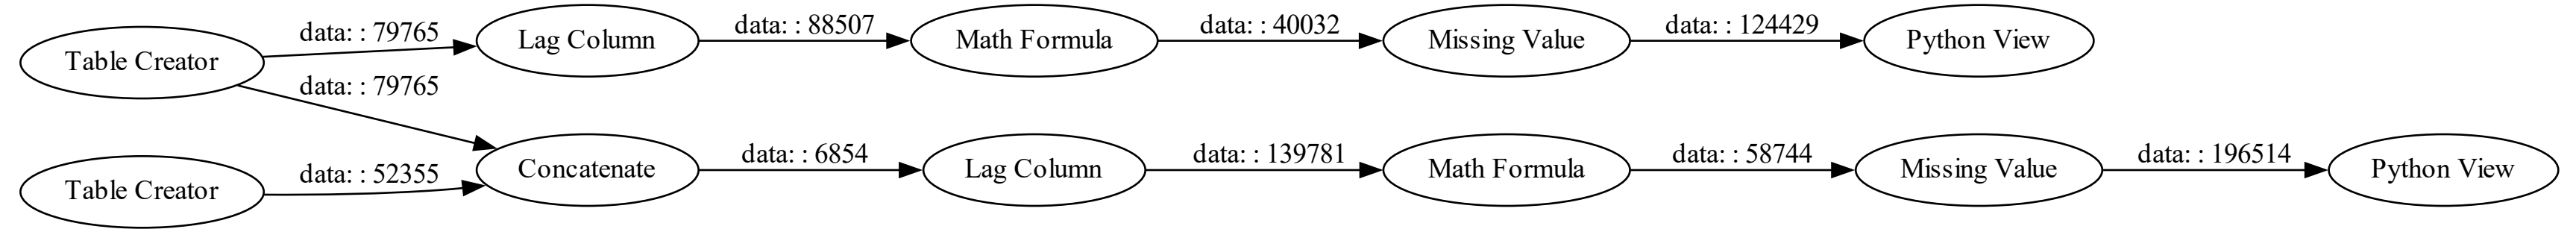 Table Creator
data: : 79765
Lag Column
data: : 88507
Math Formula
data: : 40032
Missing Value
data: : 124429
Python View
data: : 79765
Table Creator
data: : 52355
Concatenate
data: : 6854
Lag Column
data: : 139781
Math Formula
data: : 58744
Missing Value
data: : 196514
Python View